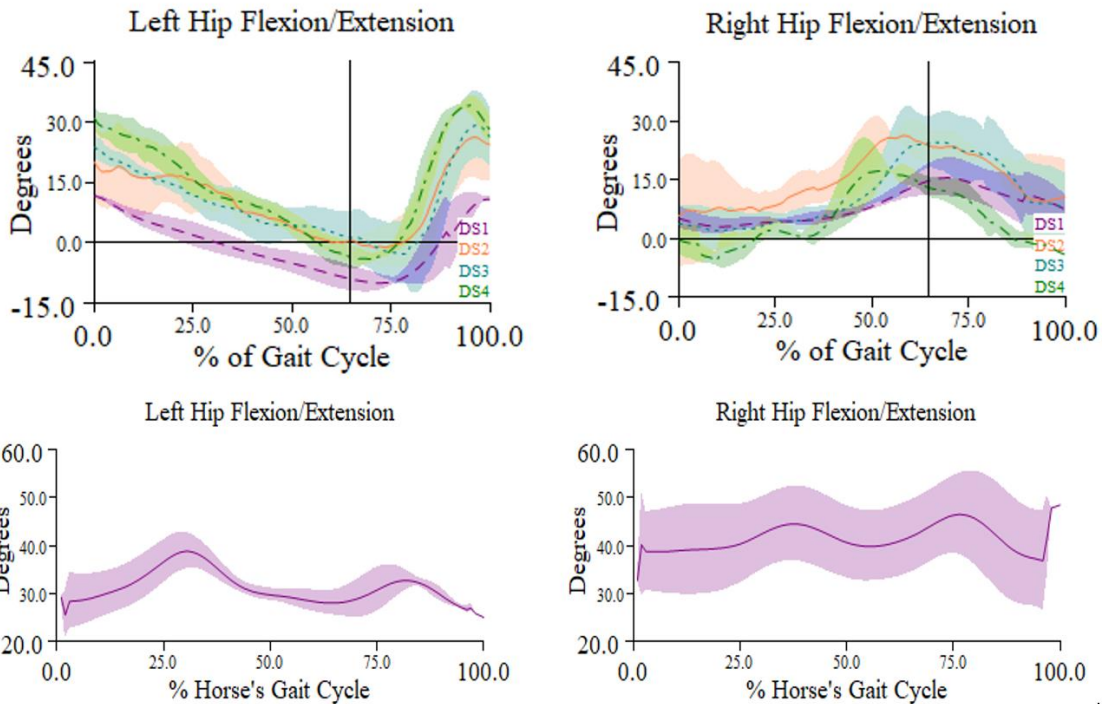 Left Hip Flexion/Extension
45.0
30.0
15.0
0.0
-15.0
Degrees
DS1
DS2
DS3
DS4
0.0
25.0
50.0
75.0
100.0
% of Gait Cycle
Right Hip Flexion/Extension
45.0
30.0
15.0
0.0
-15.0
Degrees
DS1
DS2
DS3
DS4
0.0
25.0
50.0
75.0
100.0
% of Gait Cycle
Left Hip Flexion/Extension
60.0
50.0
40.0
30.0
20.0
Degrees
0.0
25.0
50.0
75.0
100.0
% Horse's Gait Cycle
Right Hip Flexion/Extension
60.0
50.0
40.0
30.0
20.0
Degrees
0.0
25.0
50.0
75.0
100.0
% Horse's Gait Cycle